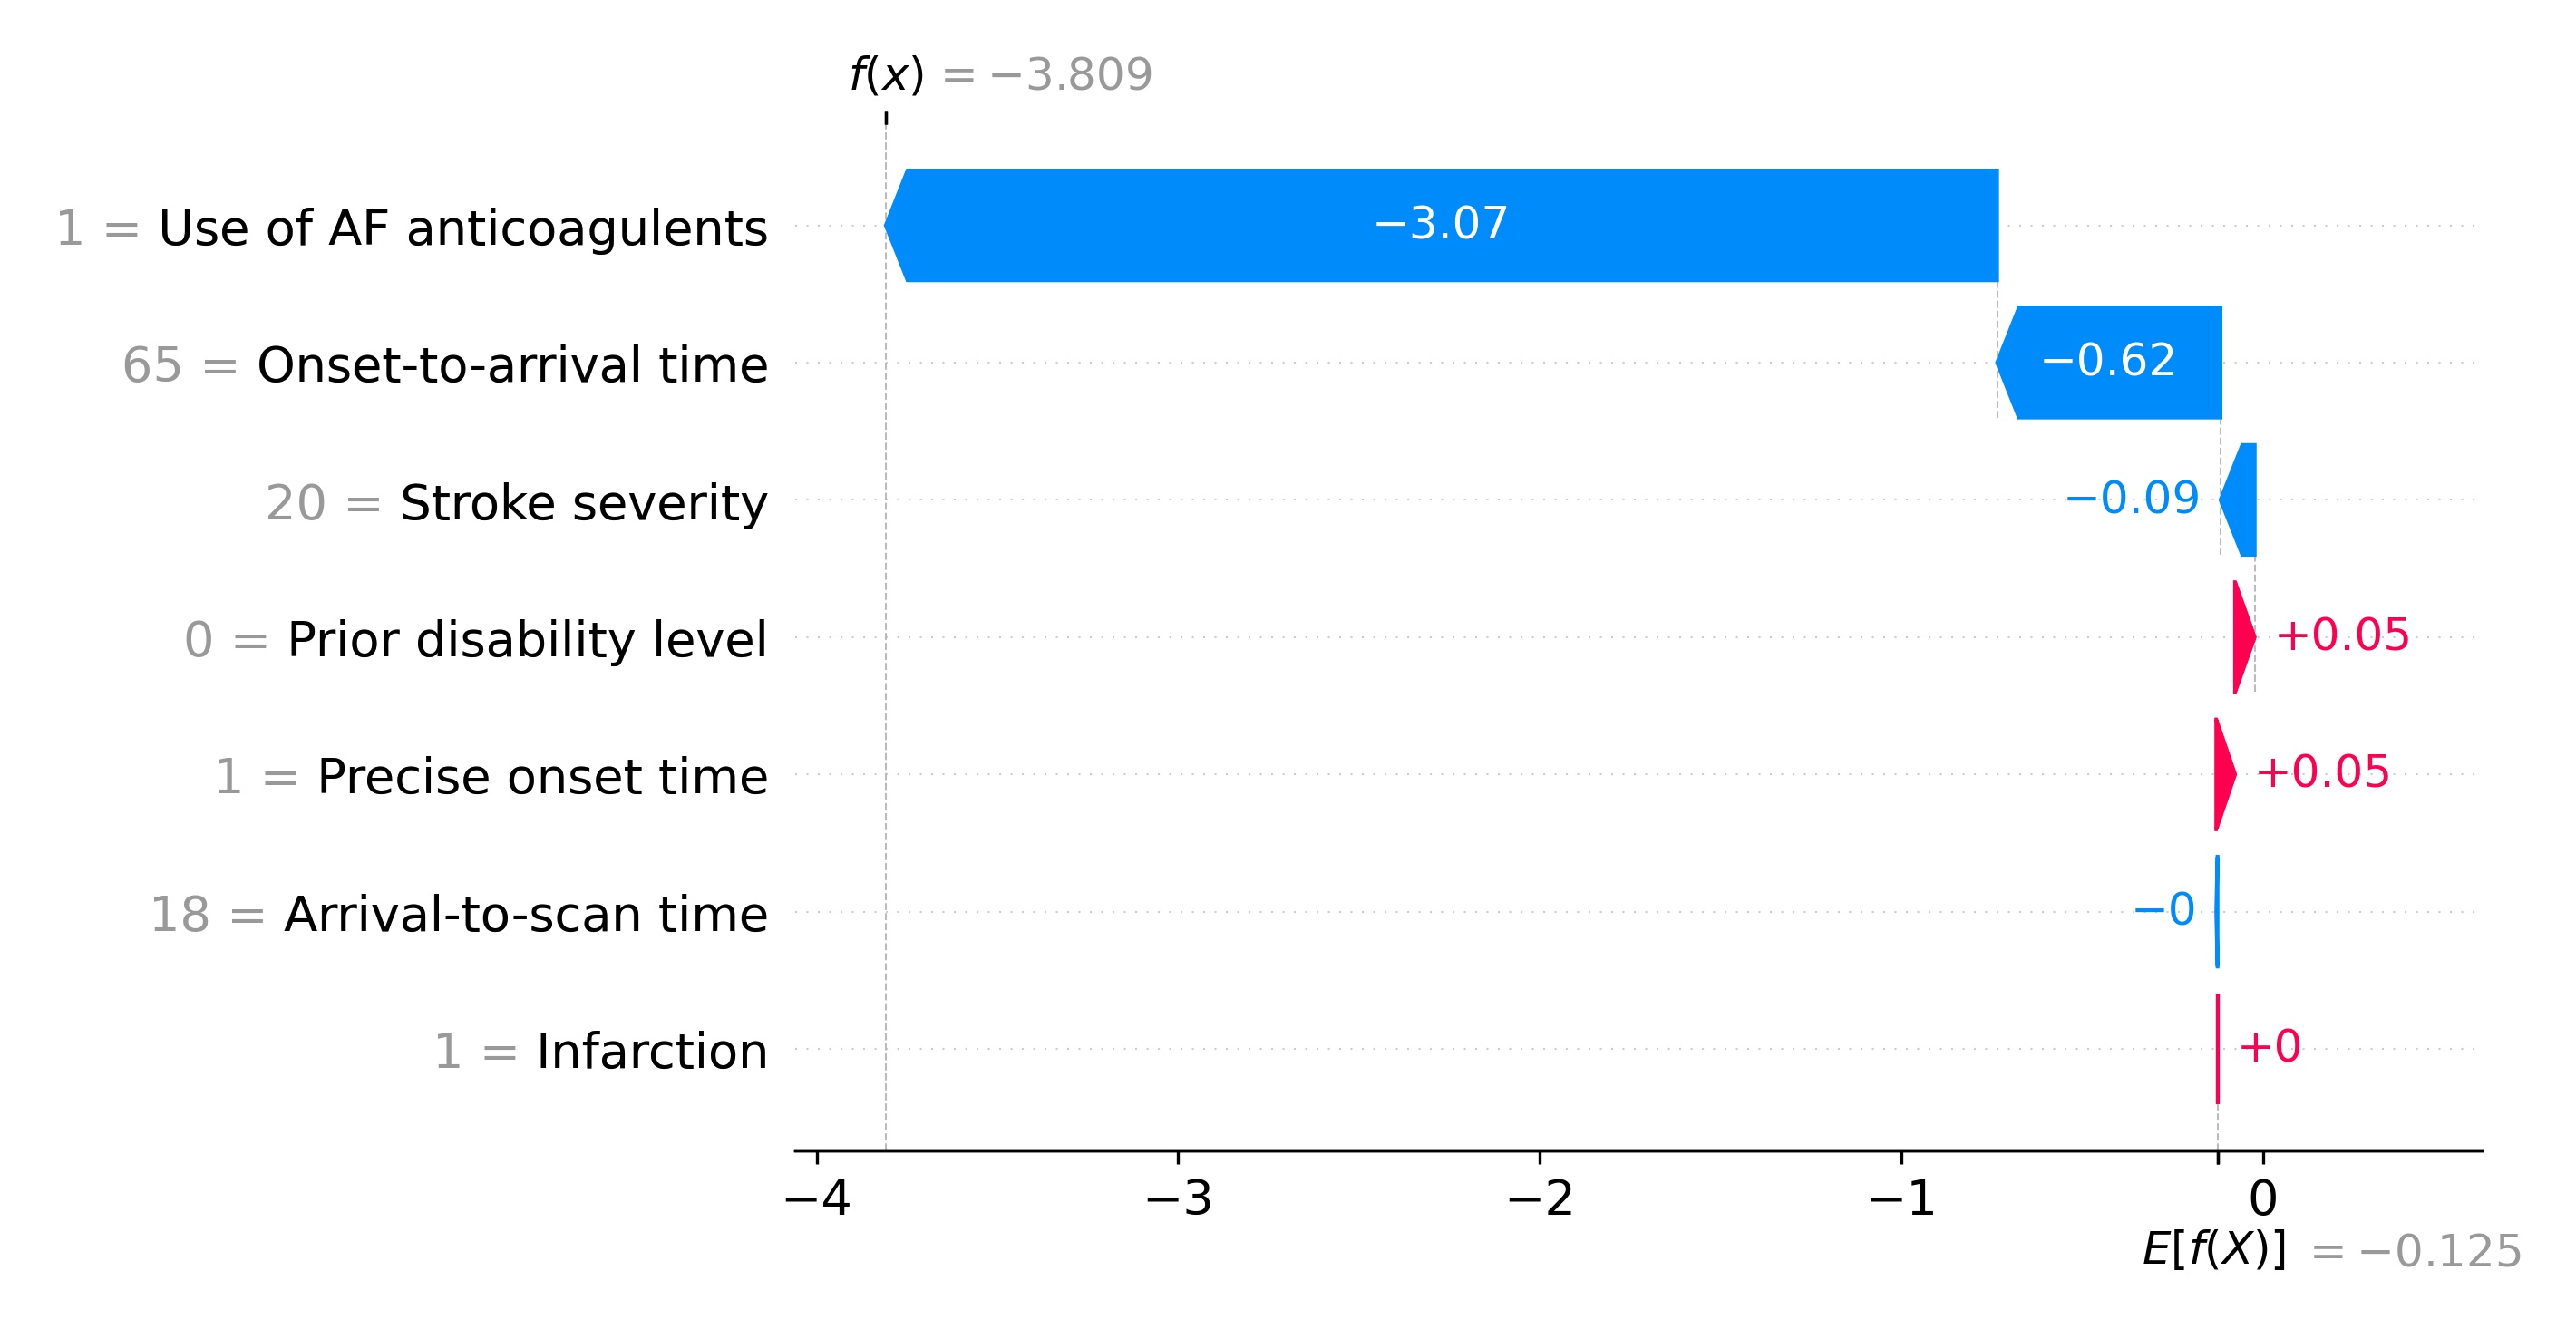 f(x) = −3.809
1 = Use of AF anticoagulents −3.07
65 = Onset-to-arrival time −0.62
20 = Stroke severity −0.09
0 = Prior disability level +0.05
1 = Precise onset time +0.05
18 = Arrival-to-scan time −0
1 = Infarction +0
−4 −3 −2 −1 0
E[f(X)] = −0.125